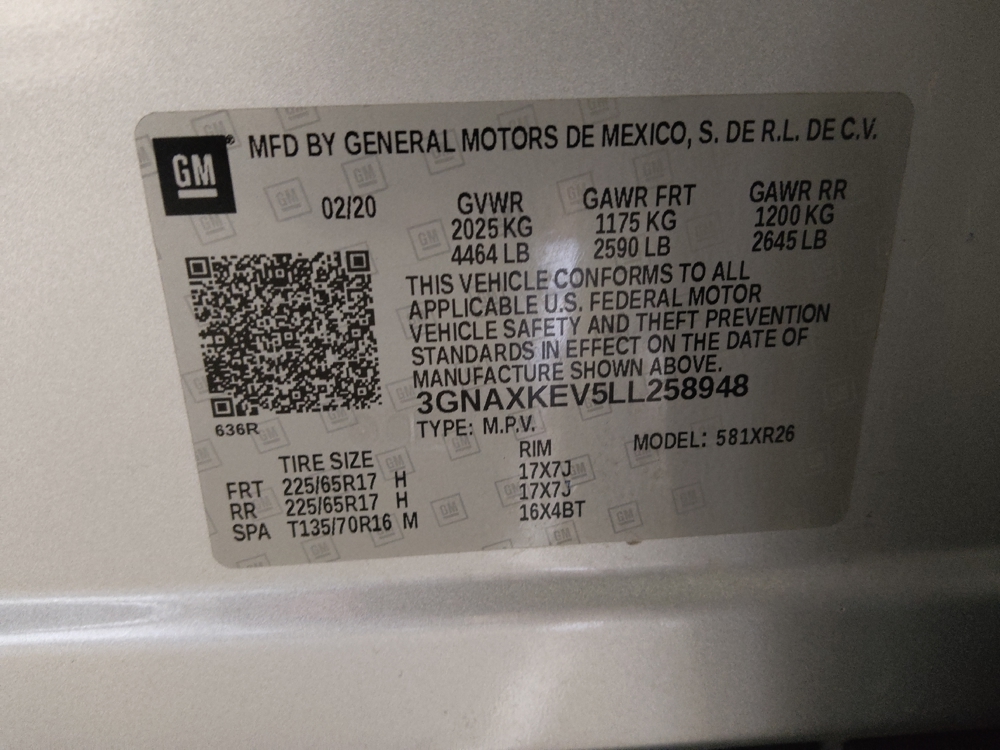 GM
MFD BY GENERAL MOTORS DE MEXICO, S. DE R.L. DE C.V.
02/20
GVWR GAWR FRT GAWR RR
2025 KG 1175 KG 1200 KG
4464 LB 2590 LB 2645 LB
THIS VEHICLE CONFORMS TO ALL
APPLICABLE U.S. FEDERAL MOTOR
VEHICLE SAFETY AND THEFT PREVENTION
STANDARDS IN EFFECT ON THE DATE OF
MANUFACTURE SHOWN ABOVE.
3GNAXKEV5LL258948
636R
TYPE: M.P.V. MODEL: 581XR26
TIRE SIZE RIM
FRT 225/65R17 H 17X7J
RR 225/65R17 H 17X7J
SPA T135/70R16 M 16X4BT